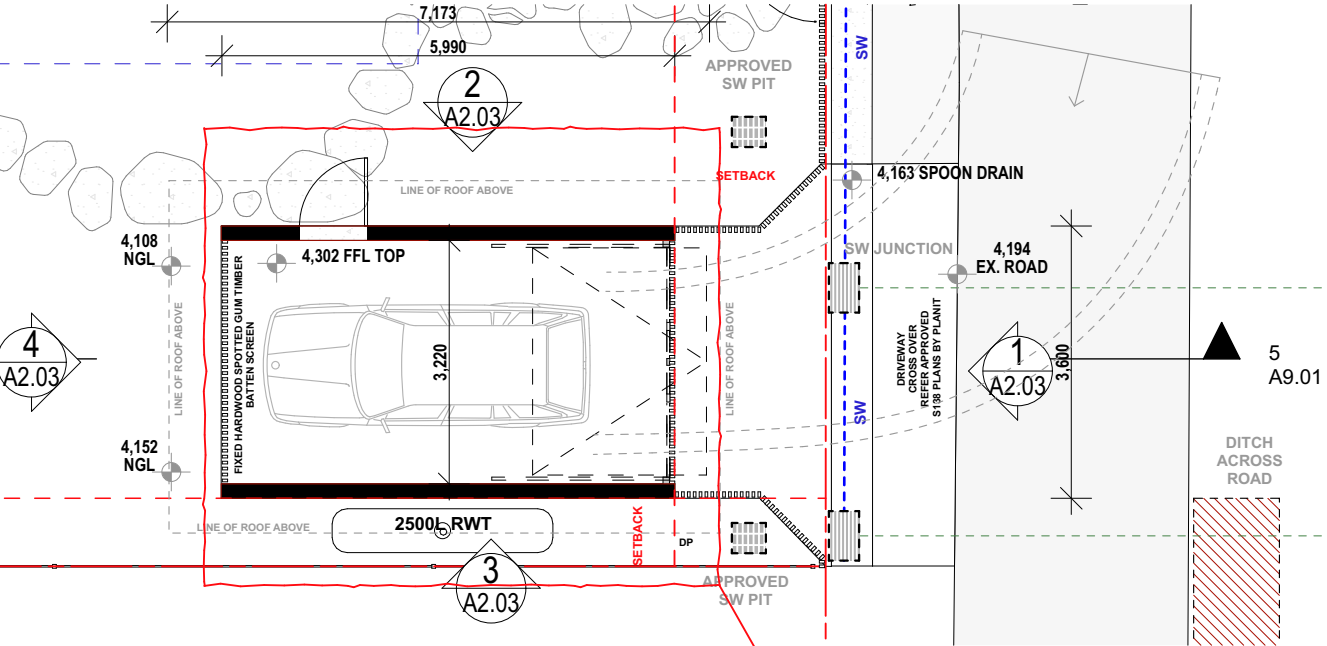 7,173
5,990
SW
APPROVED
SW PIT
2
A2.03
SETBACK
4,163 SPOON DRAIN
LINE OF ROOF ABOVE
4,108
NGL
4,302 FFL TOP
SW JUNCTION
4,194
EX. ROAD
FIXED HARDWOOD SPOTTED GUM TIMBER
BATTEN SCREEN
LINE OF ROOF ABOVE
LINE OF ROOF ABOVE
DRIVEWAY
CROSS OVER
REFER APPROVED
S138 PLANS BY PLANIT
4
A2.03
3,220
1
A2.03
3,600
5
A9.01
SW
4,152
NGL
DITCH
ACROSS
ROAD
LINE OF ROOF ABOVE
2500L RWT
SETBACK
DP
3
A2.03
APPROVED
SW PIT